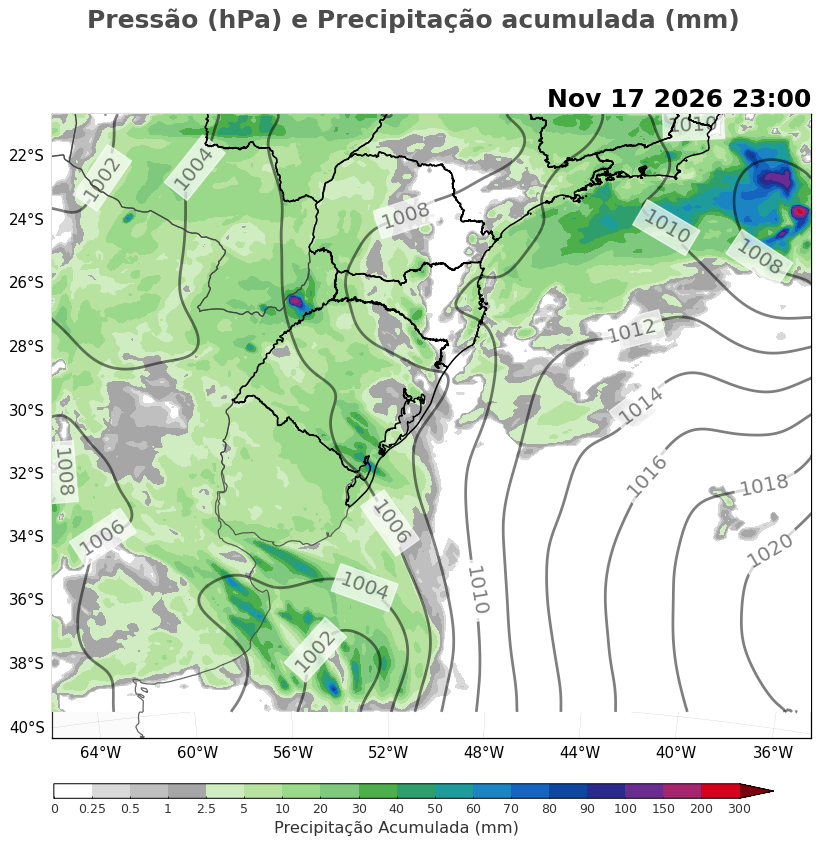 Pressão (hPa) e Precipitação acumulada (mm)
Nov 17 2026 23:00
1010
22°S
1002
1004
24°S
1008
1010
1008
26°S
28°S
1012
30°S
1014
32°S
1008
1016
1018
34°S
1006
1006
1020
36°S
1004
1010
38°S
1002
40°S
64°W 60°W 56°W 52°W 48°W 44°W 40°W 36°W
0 0.25 0.5 1 2.5 5 10 20 30 40 50 60 70 80 90 100 150 200 300
Precipitação Acumulada (mm)